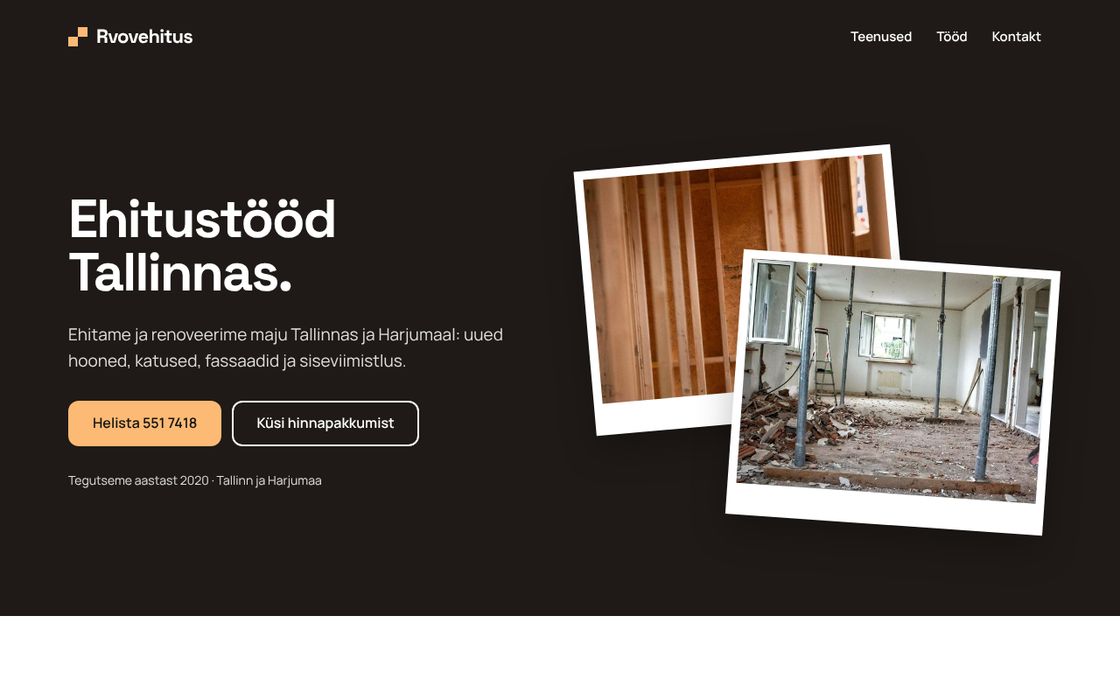 Rvovehitus
Teenused
Tööd
Kontakt
Ehitustööd
Tallinnas.
Ehitame ja renoveerime maju Tallinnas ja Harjumaal: uued
hooned, katused, fassaadid ja siseviimistlus.
Helista 551 7418
Küsi hinnapakkumist
Tegutseme aastast 2020 · Tallinn ja Harjumaa